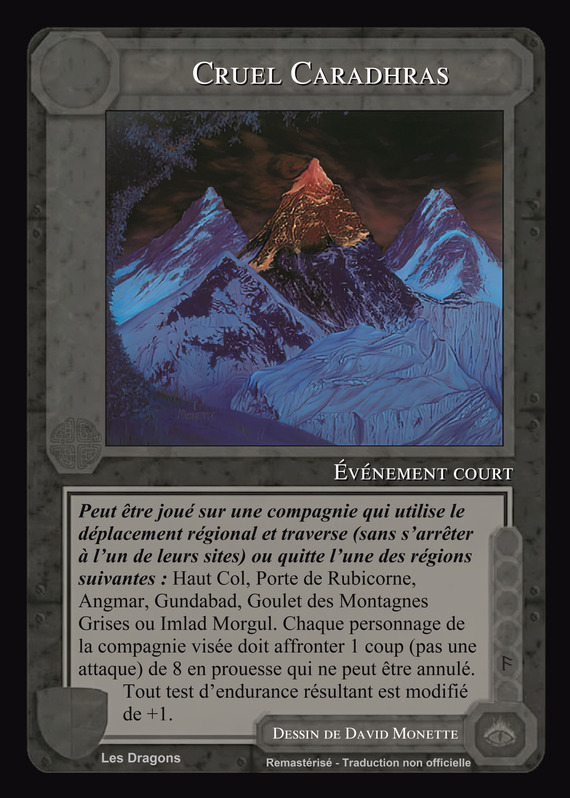 Cruel Caradhras
Événement court
Peut être joué sur une compagnie qui utilise le
déplacement régional et traverse (sans s’arrêter
à l’un de leurs sites) ou quitte l’une des régions
suivantes : Haut Col, Porte de Rubicorne,
Angmar, Gundabad, Goulet des Montagnes
Grises ou Imlad Morgul. Chaque personnage de
la compagnie visée doit affronter 1 coup (pas une
attaque) de 8 en prouesse qui ne peut être annulé.
Tout test d’endurance résultant est modifié
de +1.
Dessin de David Monette
Les Dragons
Remastérisé - Traduction non officielle